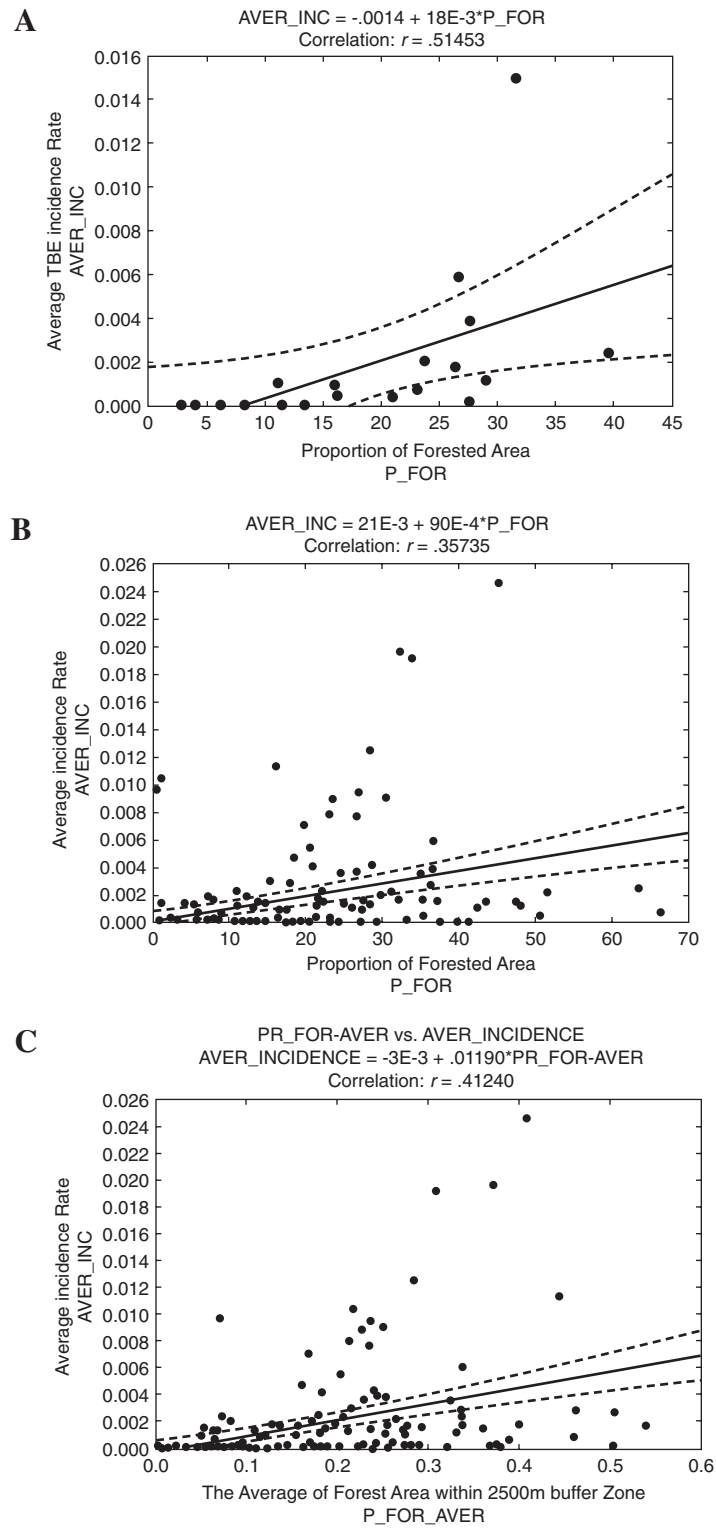 A
AVER_INC = -.0014 + 18E-3*P_FOR
Correlation: r = .51453
Average TBE incidence Rate
AVER_INC
0.016
0.014
0.012
0.010
0.008
0.006
0.004
0.002
0.000
0 5 10 15 20 25 30 35 40 45
Proportion of Forested Area
P_FOR
B
AVER_INC = 21E-3 + 90E-4*P_FOR
Correlation: r = .35735
Average incidence Rate
AVER_INC
0.026
0.024
0.022
0.020
0.018
0.016
0.014
0.012
0.010
0.008
0.006
0.004
0.002
0.000
0 10 20 30 40 50 60 70
Proportion of Forested Area
P_FOR
C
PR_FOR-AVER vs. AVER_INCIDENCE
AVER_INCIDENCE = -3E-3 + .01190*PR_FOR-AVER
Correlation: r = .41240
Average incidence Rate
AVER_INC
0.026
0.024
0.022
0.020
0.018
0.016
0.014
0.012
0.010
0.008
0.006
0.004
0.002
0.000
0.0 0.1 0.2 0.3 0.4 0.5 0.6
The Average of Forest Area within 2500m buffer Zone
P_FOR_AVER